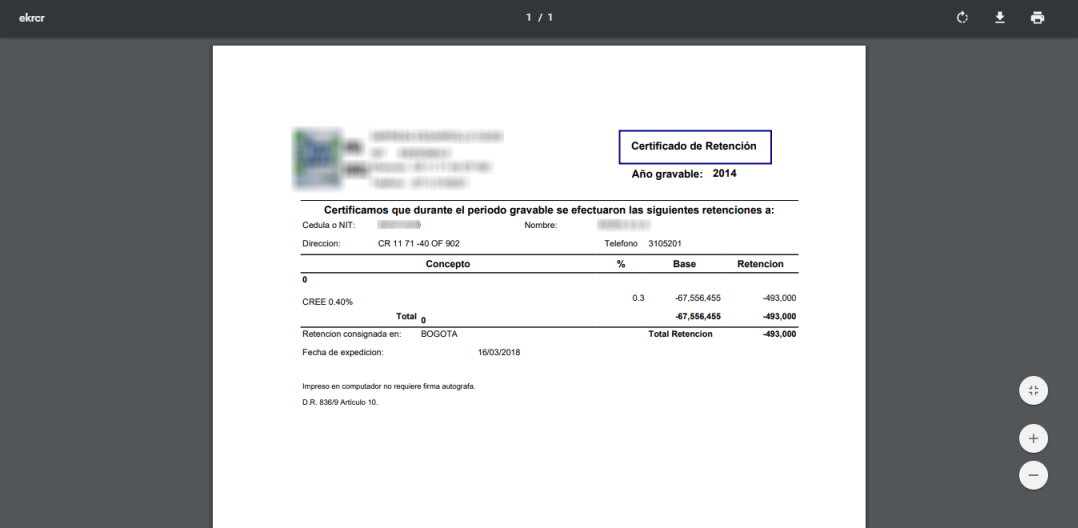 ekrcr
1 / 1
Certificado de Retención
Año gravable: 2014
Certificamos que durante el periodo gravable se efectuaron las siguientes retenciones a:
Cedula o NIT: Nombre:
Direccion: CR 11 71 -40 OF 902 Telefono 3105201
Concepto % Base Retencion
0
CREE 0.40% 0.3 -67,556,455 -493,000
Total 0 -67,556,455 -493,000
Retencion consignada en: BOGOTA Total Retencion -493,000
Fecha de expedicion: 16/03/2018
Impreso en computador no requiere firma autografa.
D.R. 836/9 Artículo 10.